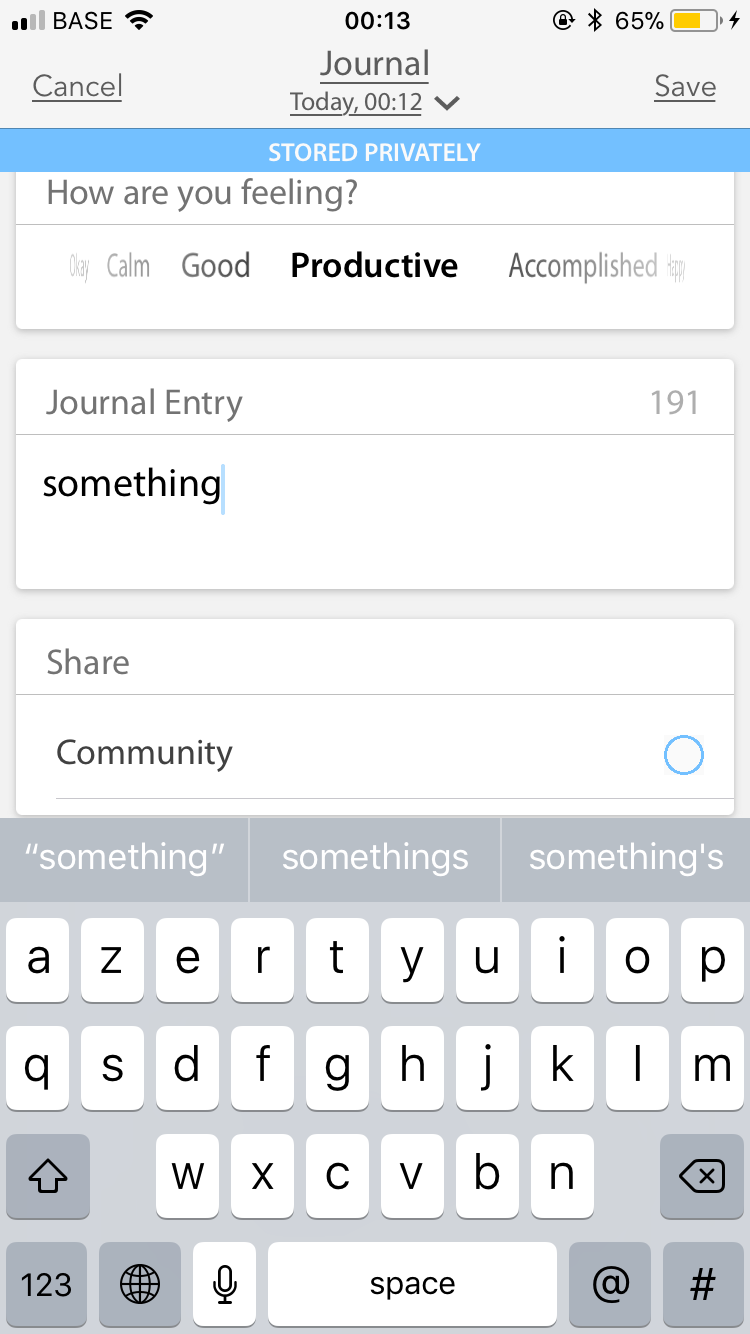 BASE 00:13 65%
Cancel Journal Save
Today, 00:12
STORED PRIVATELY
How are you feeling?
Okay Calm Good Productive Accomplished Happy
Journal Entry 191
something
Share
Community
“something” somethings something's
a z e r t y u i o p
q s d f g h j k l m
w x c v b n
123 space @ #